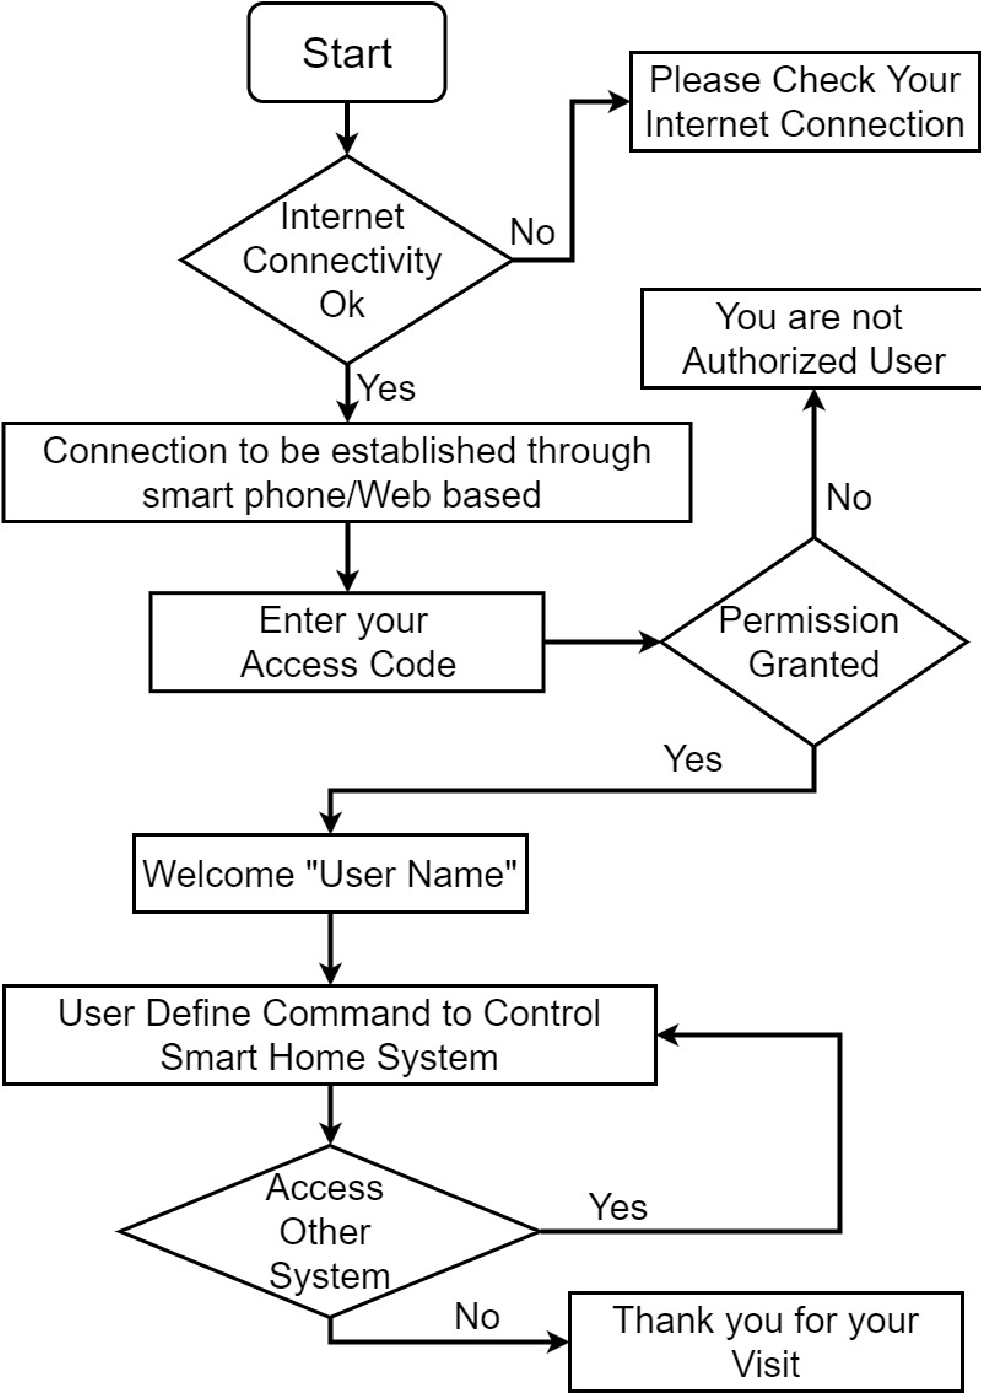 Start
Please Check Your
Internet Connection
Internet
Connectivity
Ok
No
You are not
Authorized User
Yes
Connection to be established through
smart phone/Web based
No
Enter your
Access Code
Permission
Granted
Yes
Welcome "User Name"
User Define Command to Control
Smart Home System
Access
Other
System
Yes
No
Thank you for your
Visit